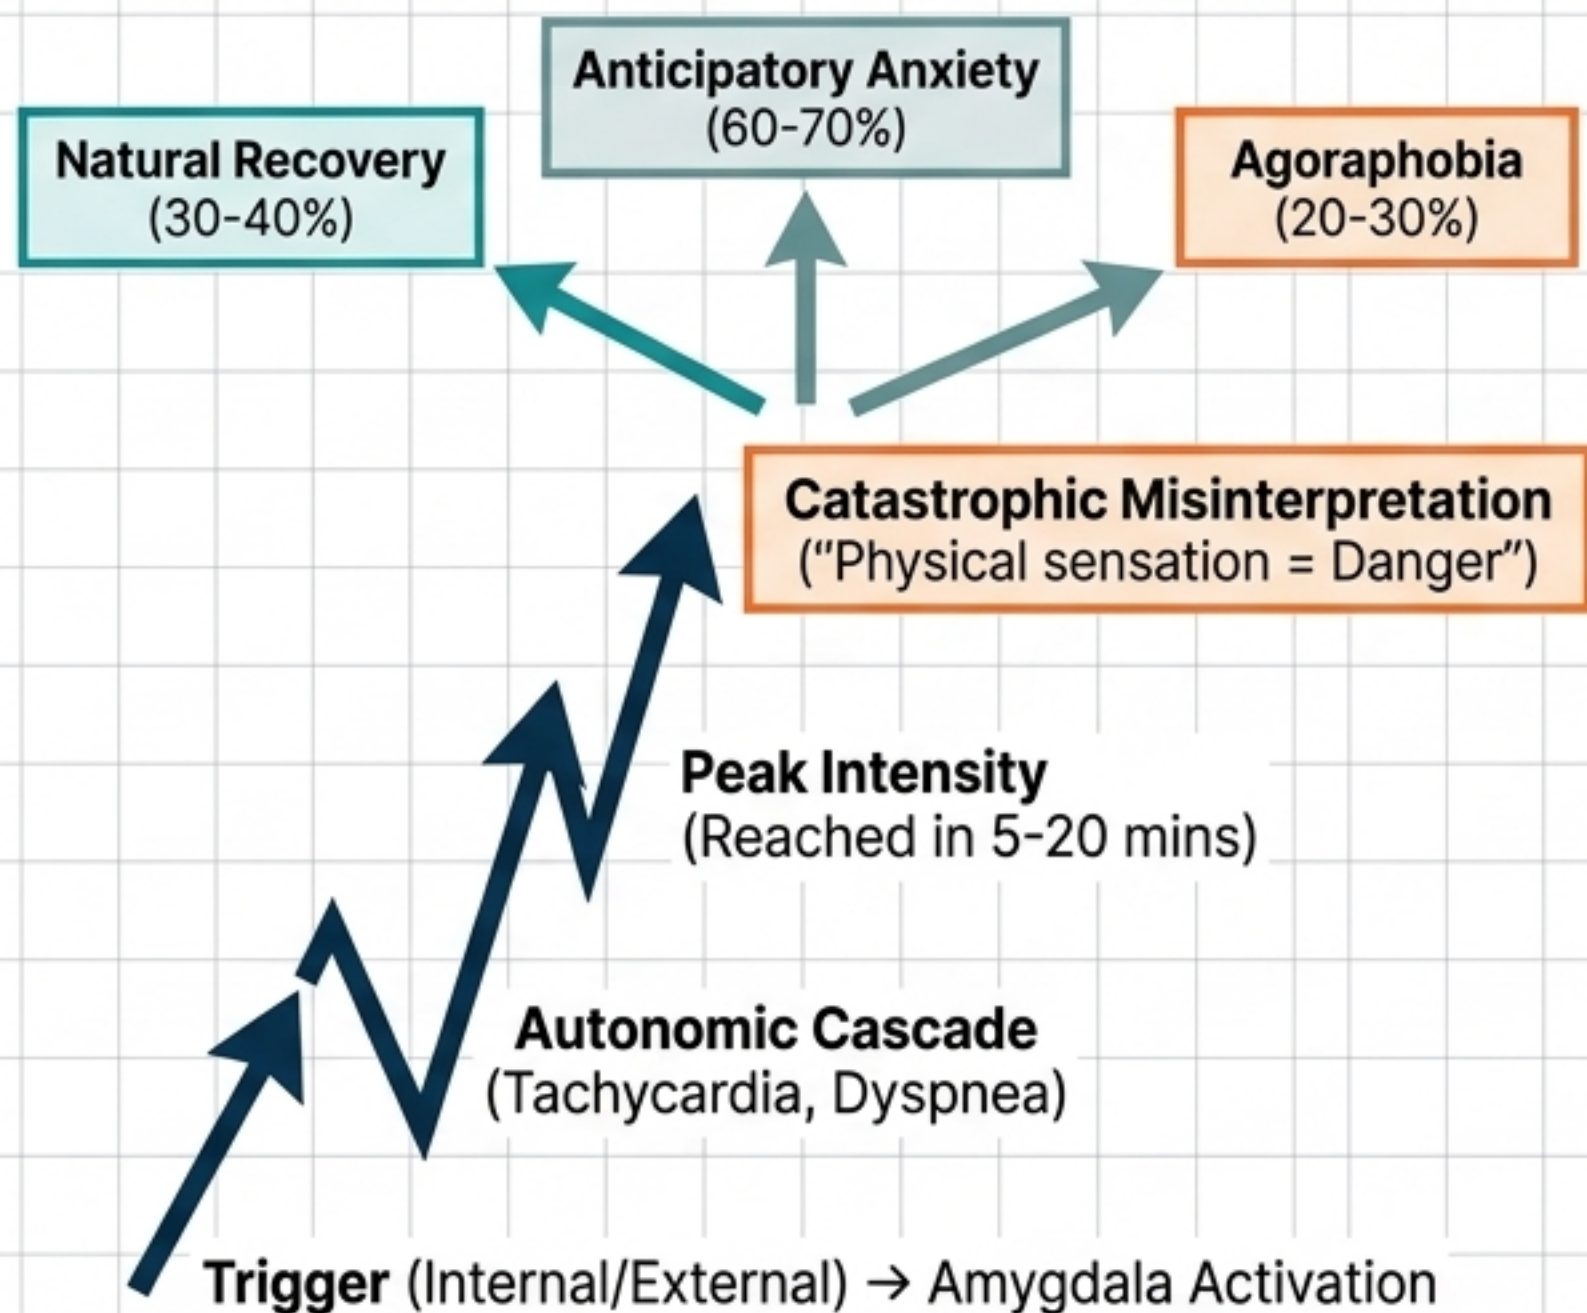 Anticipatory Anxiety
(60-70%)
Natural Recovery
(30-40%)
Agoraphobia
(20-30%)
Catastrophic Misinterpretation
(“Physical sensation = Danger”)
Peak Intensity
(Reached in 5-20 mins)
Autonomic Cascade
(Tachycardia, Dyspnea)
Trigger (Internal/External) → Amygdala Activation